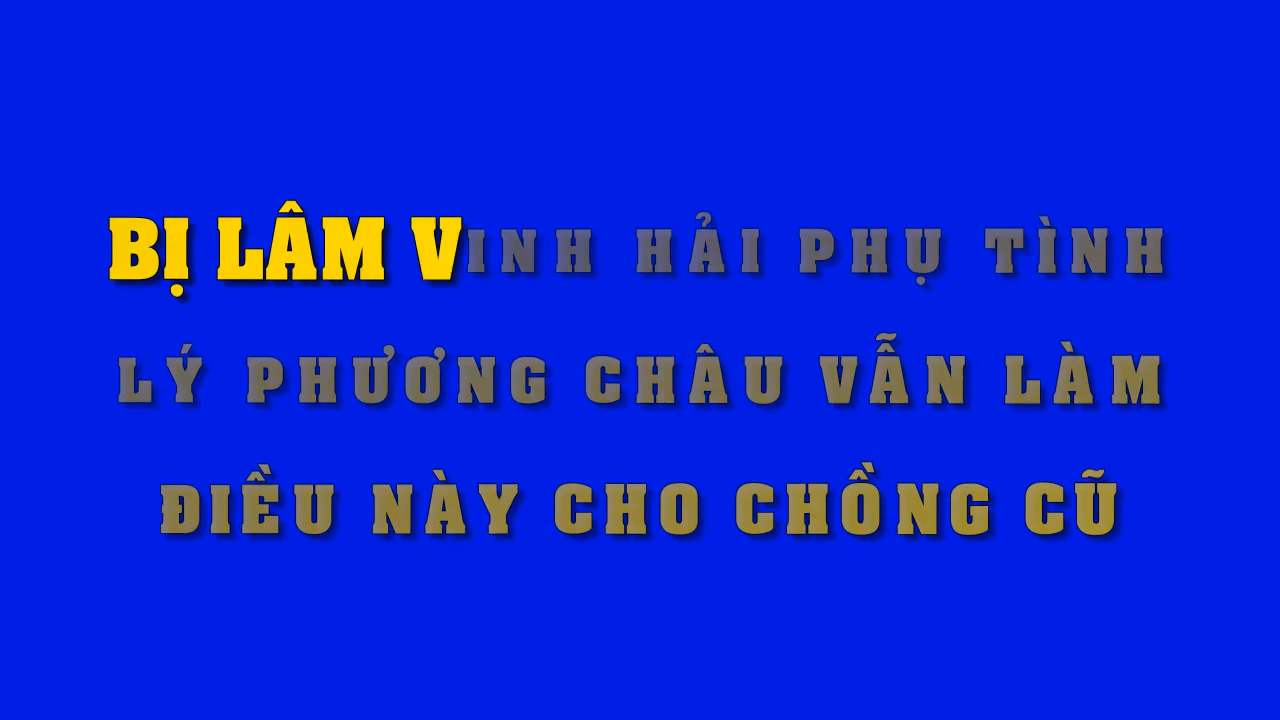 BỊ LÂM VINH HẢI PHỤ TÌNH
LÝ PHƯƠNG CHÂU VẪN LÀM
ĐIỀU NÀY CHO CHỒNG CŨ